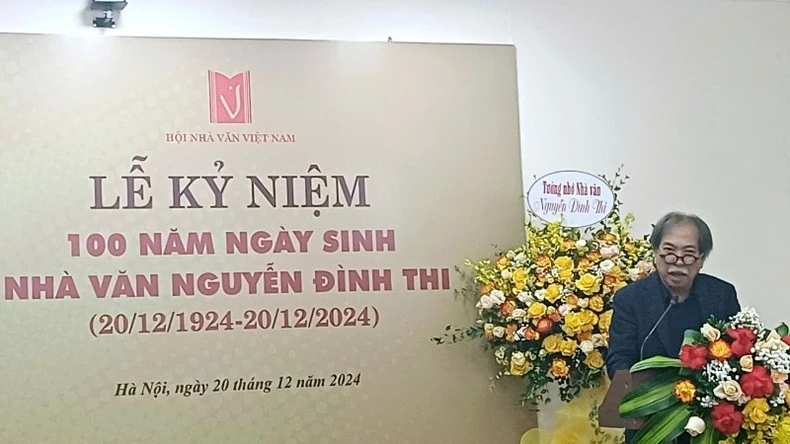 HỘI NHÀ VĂN VIỆT NAM
LỄ KỶ NIỆM
100 NĂM NGÀY SINH
NHÀ VĂN NGUYỄN ĐÌNH THI
(20/12/1924-20/12/2024)
Hà Nội, ngày 20 tháng 12 năm 2024
Tưởng nhớ Nhà văn
Nguyễn Đình Thi